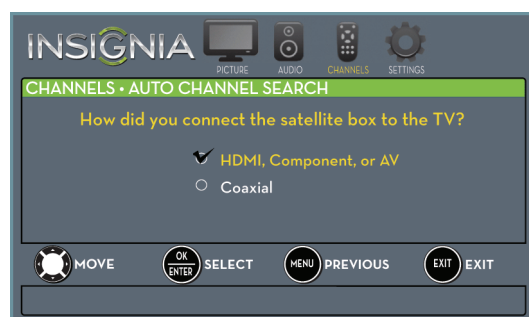 INSIGNIA
PICTURE AUDIO CHANNELS SETTINGS
CHANNELS • AUTO CHANNEL SEARCH
How did you connect the satellite box to the TV?
HDMI, Component, or AV
Coaxial
MOVE OK ENTER SELECT MENU PREVIOUS EXIT EXIT